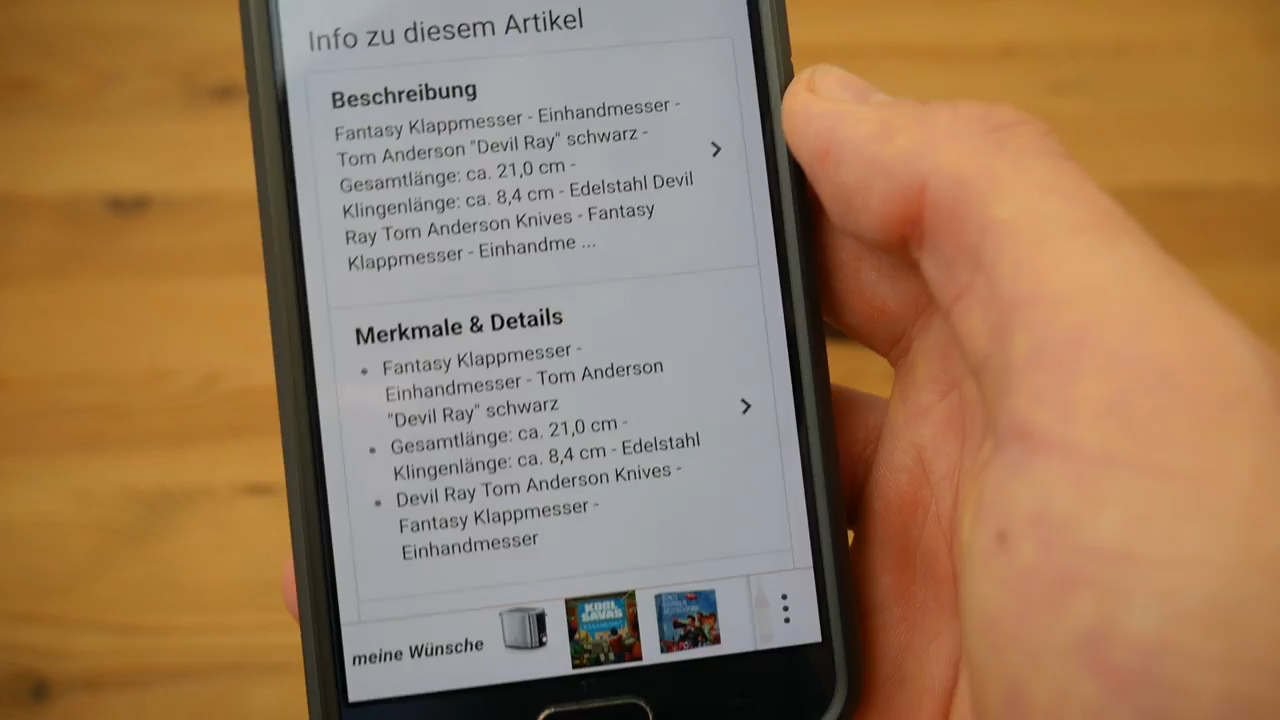 Info zu diesem Artikel
Beschreibung
Fantasy Klappmesser - Einhandmesser -
Tom Anderson "Devil Ray" schwarz -
Gesamtlänge: ca. 21,0 cm -
Klingenlänge: ca. 8,4 cm - Edelstahl Devil
Ray Tom Anderson Knives - Fantasy
Klappmesser - Einhandme ...
Merkmale & Details
Fantasy Klappmesser -
Einhandmesser - Tom Anderson
"Devil Ray" schwarz
Gesamtlänge: ca. 21,0 cm -
Klingenlänge: ca. 8,4 cm - Edelstahl
Devil Ray Tom Anderson Knives -
Fantasy Klappmesser -
Einhandmesser
meine Wünsche
SAVAS